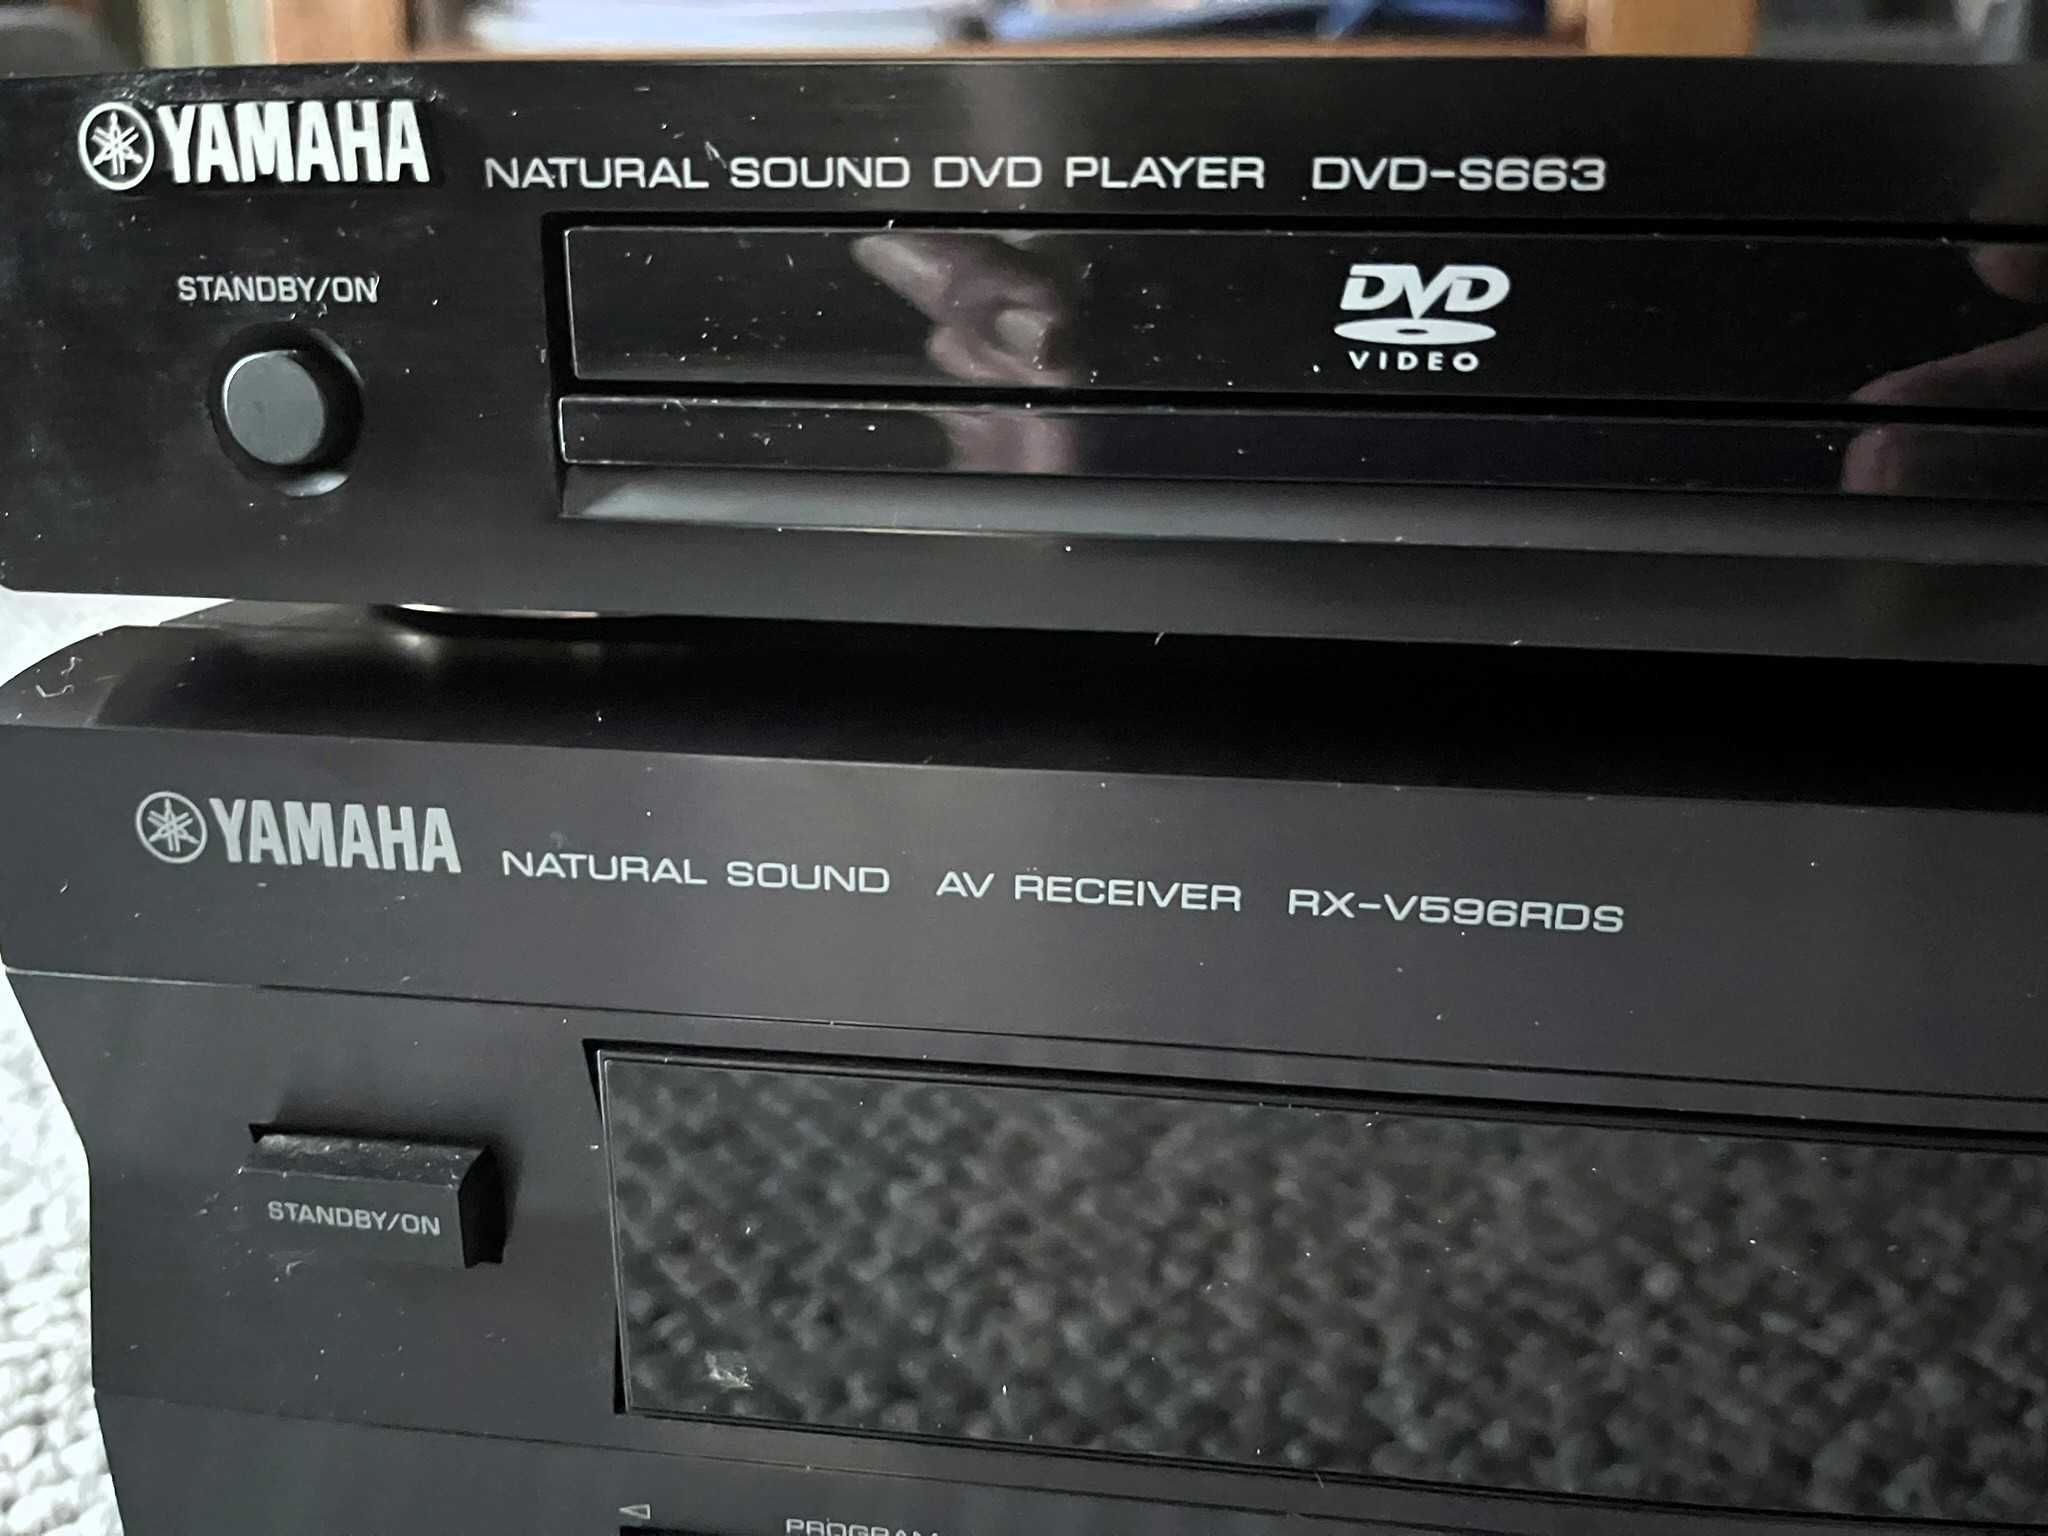 YAMAHA NATURAL SOUND DVD PLAYER DVD-S663
STANDBY/ON
DVD
VIDEO
YAMAHA NATURAL SOUND AV RECEIVER RX-V596RDS
STANDBY/ON
PROGRAM